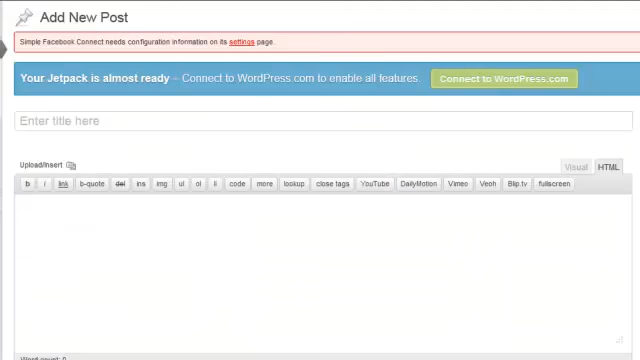 Add New Post
Simple Facebook Connect needs configuration information on its settings page.
Your Jetpack is almost ready – Connect to WordPress.com to enable all features. Connect to WordPress.com
Enter title here
Upload/Insert Visual HTML
b i link b-quote del ins img ul ol li code more lookup close tags YouTube DailyMotion Vimeo Veoh Blip.tv fullscreen
Word count: 0